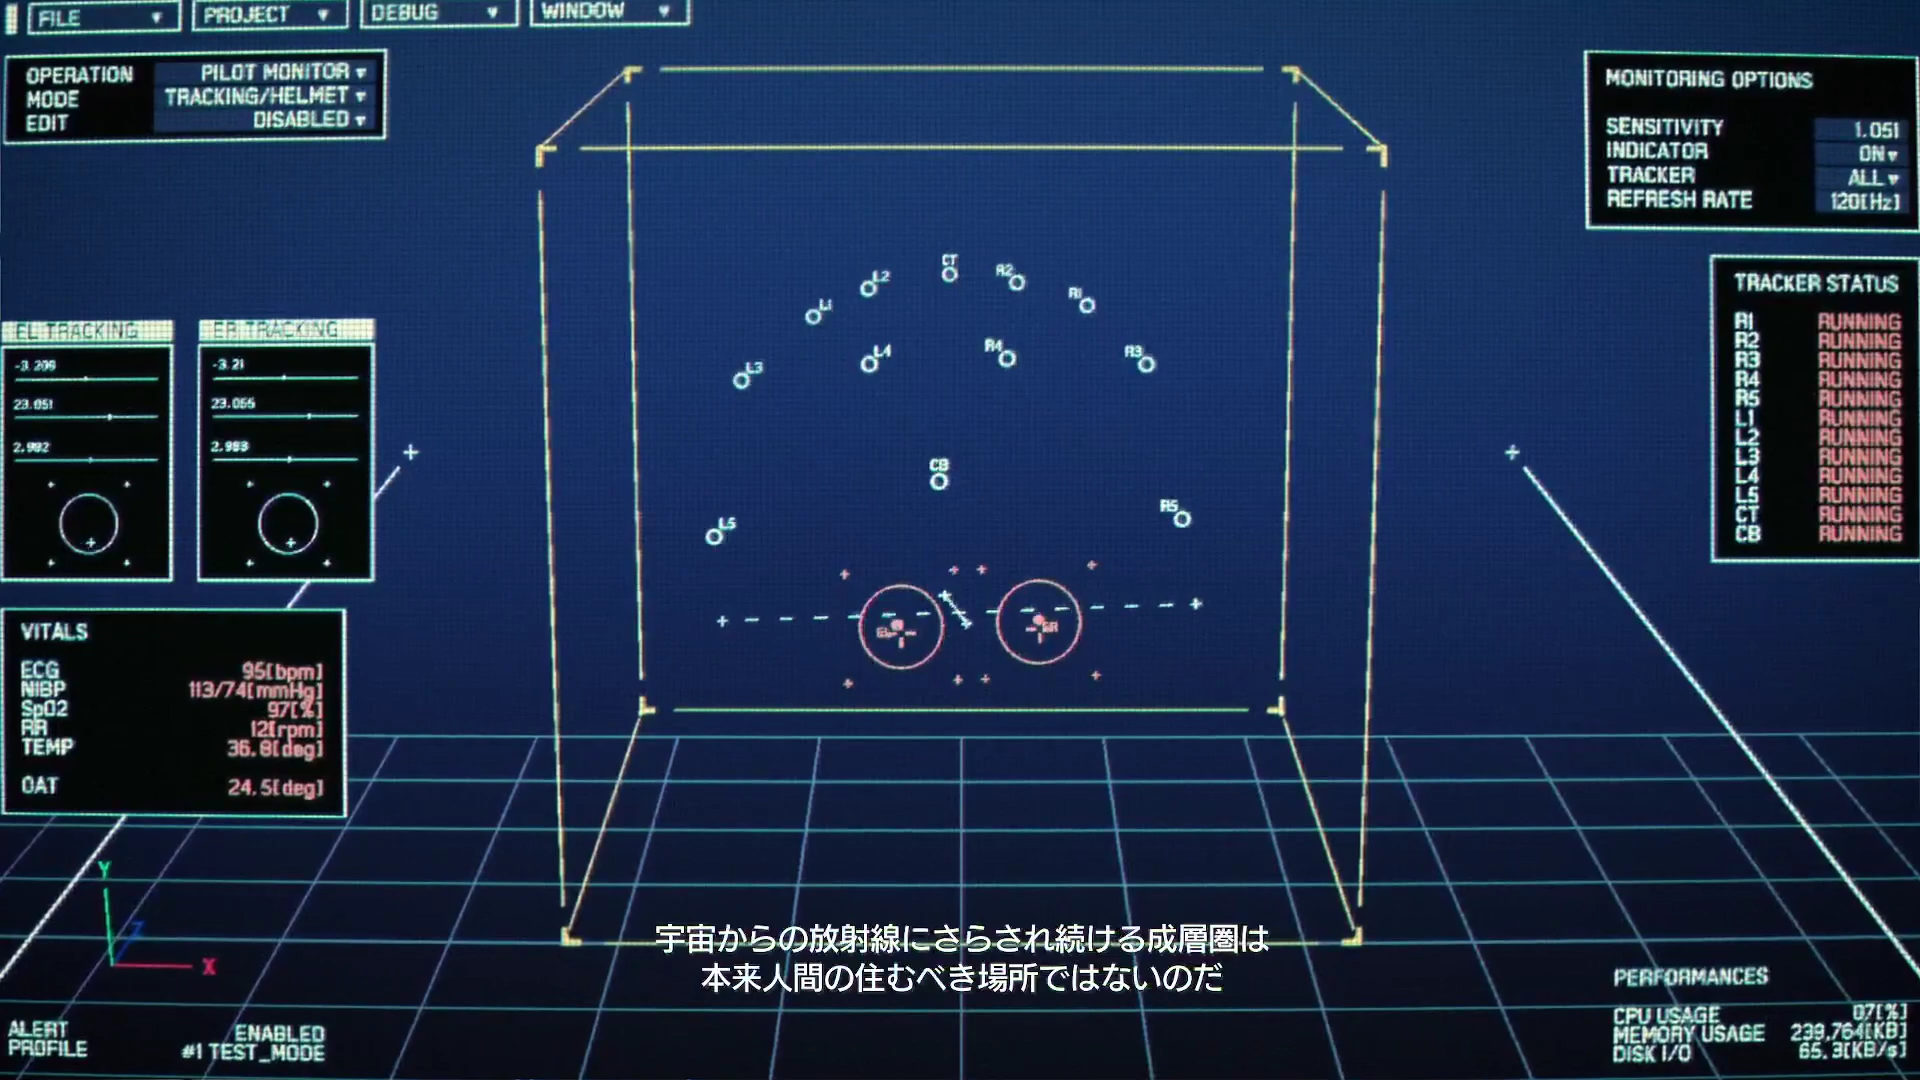 FILE
PROJECT
DEBUG
WINDOW
OPERATION PILOT MONITOR
MODE TRACKING/HELMET
EDIT DISABLED
MONITORING OPTIONS
SENSITIVITY 1.051
INDICATOR ON
TRACKER ALL
REFRESH RATE 120[Hz]
TRACKER STATUS
R1 RUNNING
R2 RUNNING
R3 RUNNING
R4 RUNNING
R5 RUNNING
L1 RUNNING
L2 RUNNING
L3 RUNNING
L4 RUNNING
L5 RUNNING
CT RUNNING
CB RUNNING
CT
L2
R2
L1
R1
L4
R4
R3
L3
CB
L5
R5
EL
ER
EL TRACKING
-3.209
23.051
2.982
ER TRACKING
-3.21
23.055
2.983
VITALS
ECG 95[bpm]
NIBP 113/74[mmHg]
SpO2 97[%]
RR 12[rpm]
TEMP 36.8[deg]
OAT 24.5[deg]
Y
Z
X
宇宙からの放射線にさらされ続ける成層圏は
本来人間の住むべき場所ではないのだ
ALERT ENABLED
PROFILE #1 TEST_MODE
PERFORMANCES
CPU USAGE 07[%]
MEMORY USAGE 239,764[KB]
DISK I/O 65.3[KB/s]